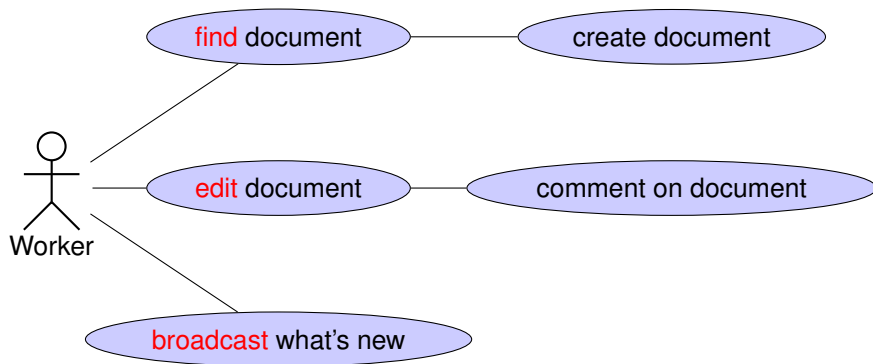 find document
create document
edit document
comment on document
Worker
broadcast what's new